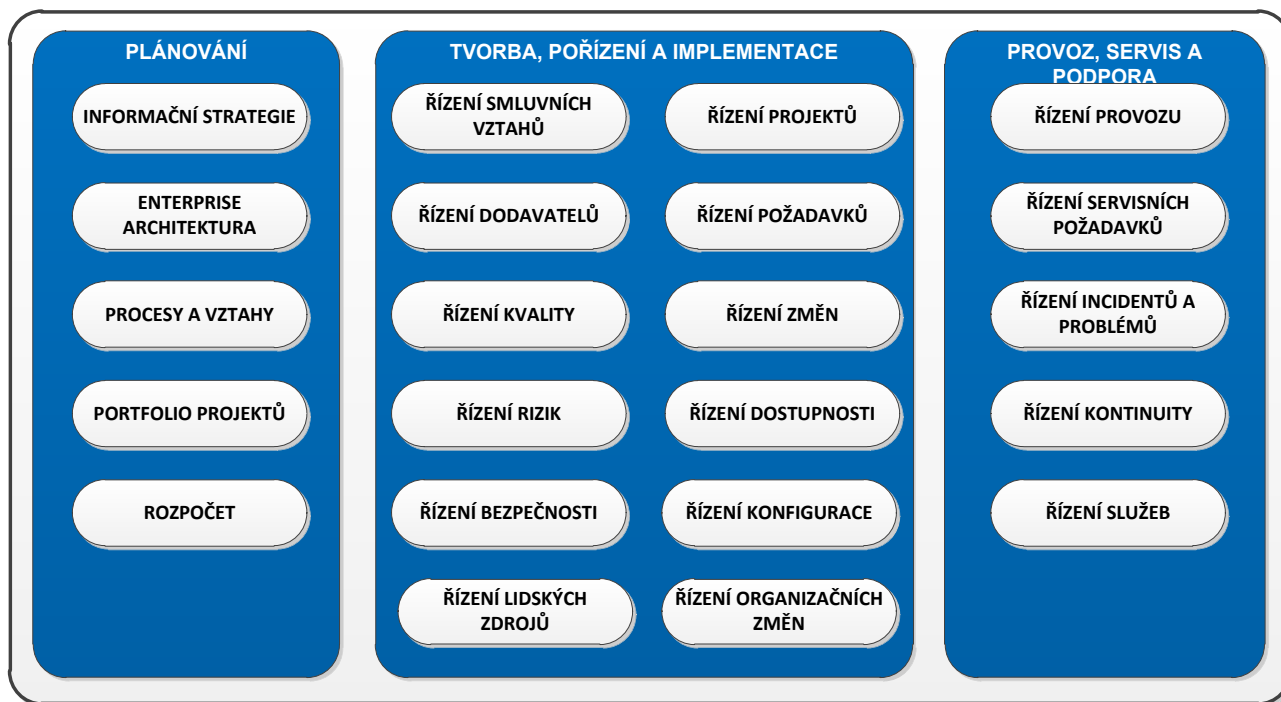 PLÁNOVÁNÍ
INFORMAČNÍ STRATEGIE
ENTERPRISE
ARCHITEKTURA
PROCESY A VZTAHY
PORTFOLIO PROJEKTŮ
ROZPOČET
TVORBA, POŘÍZENÍ A IMPLEMENTACE
ŘÍZENÍ SMLUVNÍCH
VZTAHŮ
ŘÍZENÍ PROJEKTŮ
ŘÍZENÍ DODAVATELŮ
ŘÍZENÍ POŽADAVKŮ
ŘÍZENÍ KVALITY
ŘÍZENÍ ZMĚN
ŘÍZENÍ RIZIK
ŘÍZENÍ DOSTUPNOSTI
ŘÍZENÍ BEZPEČNOSTI
ŘÍZENÍ KONFIGURACE
ŘÍZENÍ LIDSKÝCH
ZDROJŮ
ŘÍZENÍ ORGANIZAČNÍCH
ZMĚN
PROVOZ, SERVIS A
PODPORA
ŘÍZENÍ PROVOZU
ŘÍZENÍ SERVISNÍCH
POŽADAVKŮ
ŘÍZENÍ INCIDENTŮ A
PROBLÉMŮ
ŘÍZENÍ KONTINUITY
ŘÍZENÍ SLUŽEB